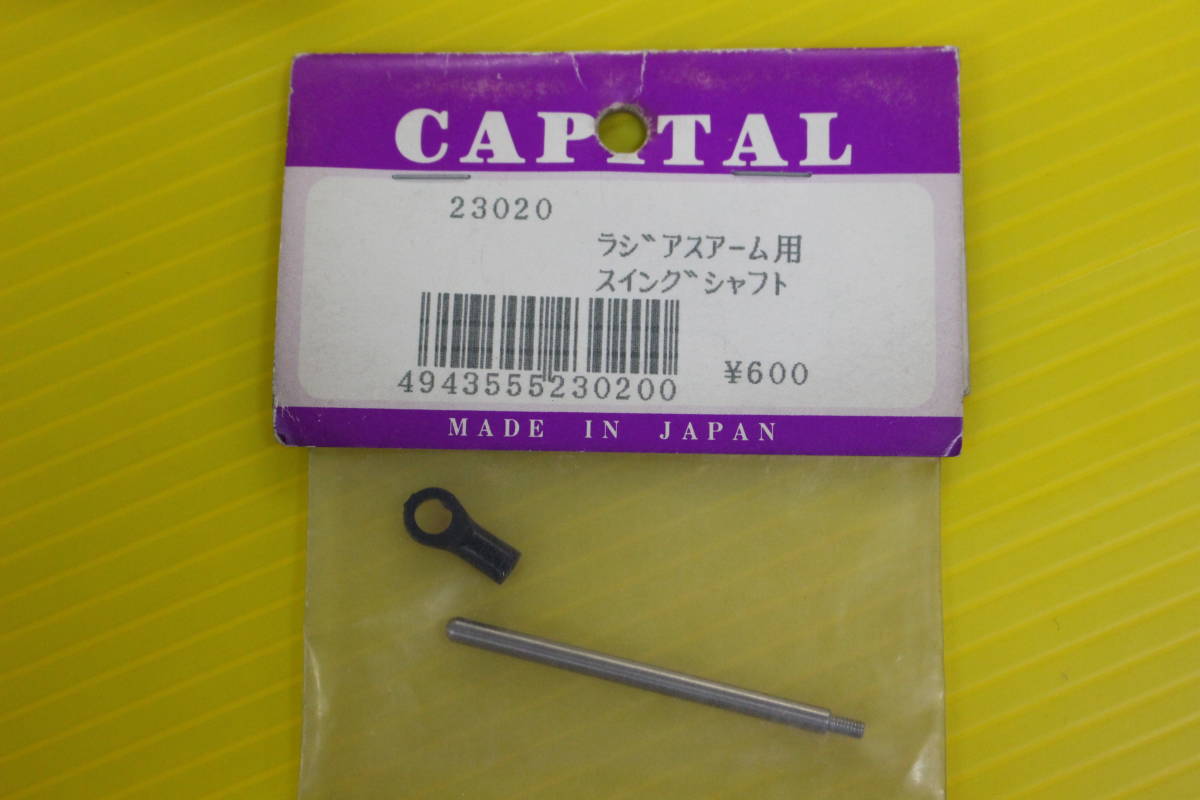 CAPITAL
23020
ラジアスアーム用
スイングシャフト
4943555230200
¥600
MADE IN JAPAN